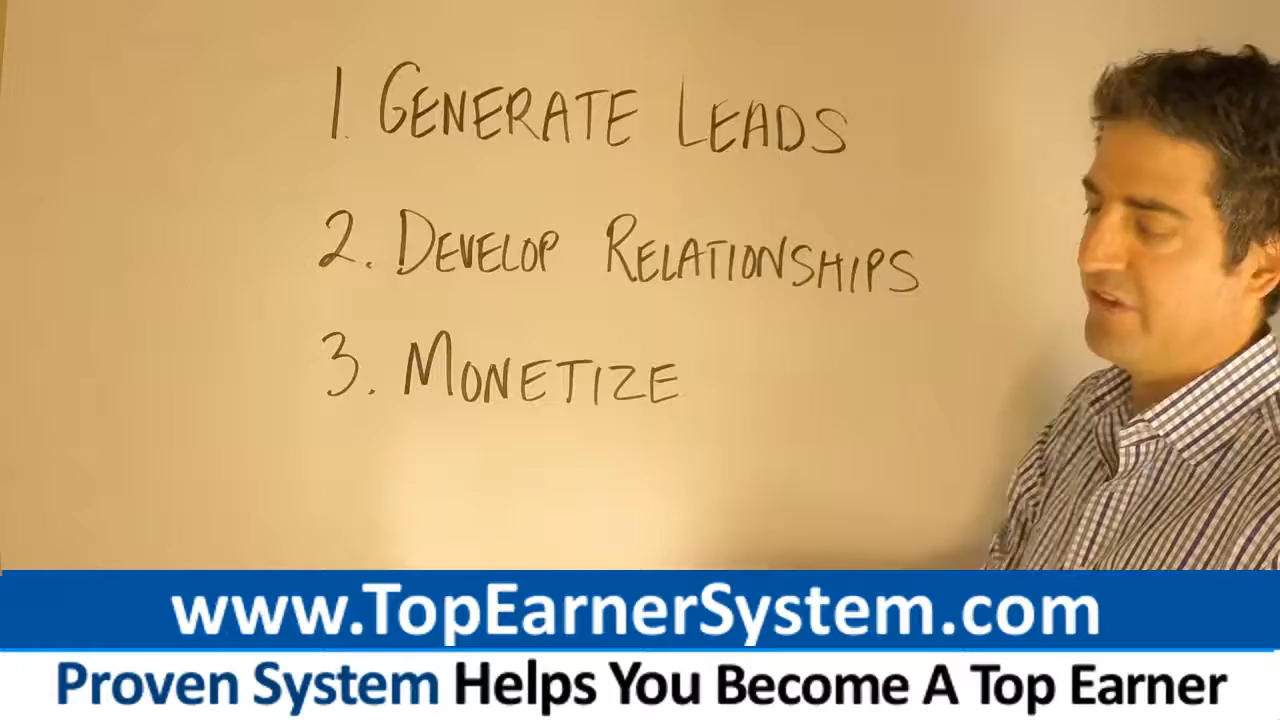 1. GENERATE LEADS
2. DEVELOP RELATIONSHIPS
3. MONETIZE
www.TopEarnerSystem.com
Proven System Helps You Become A Top Earner